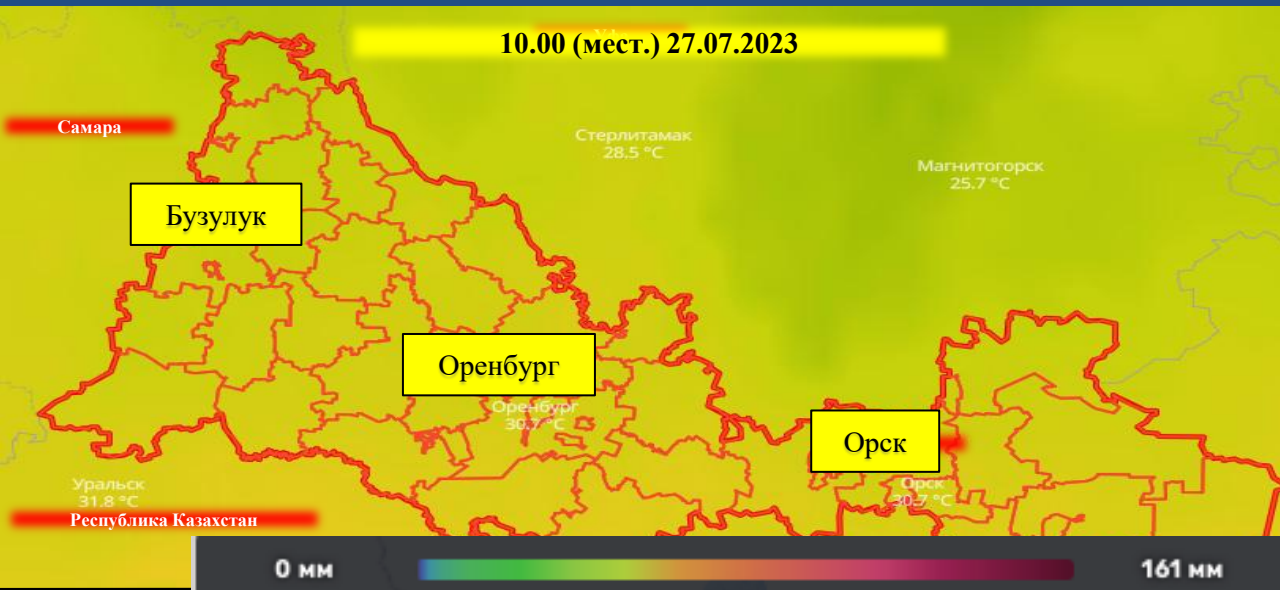 10.00 (мест.) 27.07.2023
Самара
Стерлитамак
28.5 °C
Магнитогорск
25.7 °C
Бузулук
Оренбург
Оренбург
30.7 °C
Орск
Орск
30.7 °C
Уральск
31.8 °C
Республика Казахстан
0 мм
161 мм